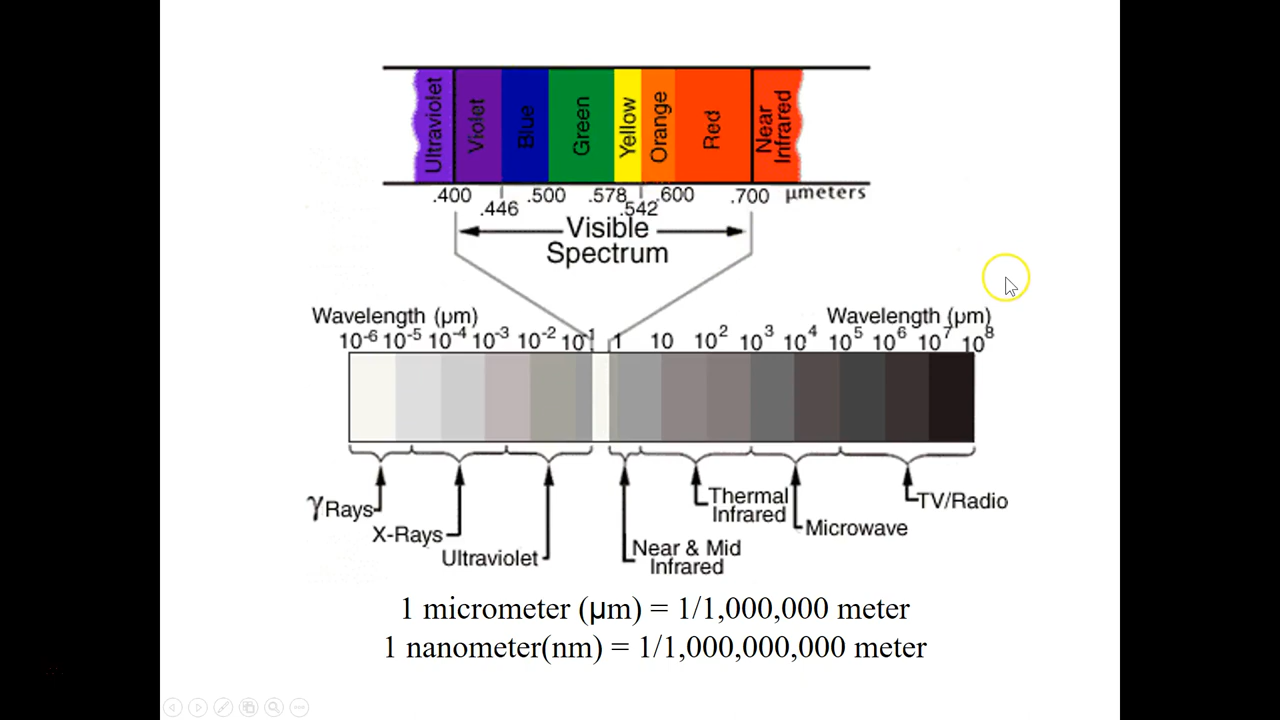 Ultraviolet Violet Blue Green Yellow Orange Red Near Infrared
.400 .446 .500 .578 .542 .600 .700 µmeters
Visible
Spectrum
Wavelength (µm) Wavelength (µm)
10-6 10-5 10-4 10-3 10-2 10-1 1 10 102 103 104 105 106 107 108
γ Rays
X-Rays
Ultraviolet
Near & Mid
Infrared
Thermal
Infrared
Microwave
TV/Radio
1 micrometer (µm) = 1/1,000,000 meter
1 nanometer(nm) = 1/1,000,000,000 meter